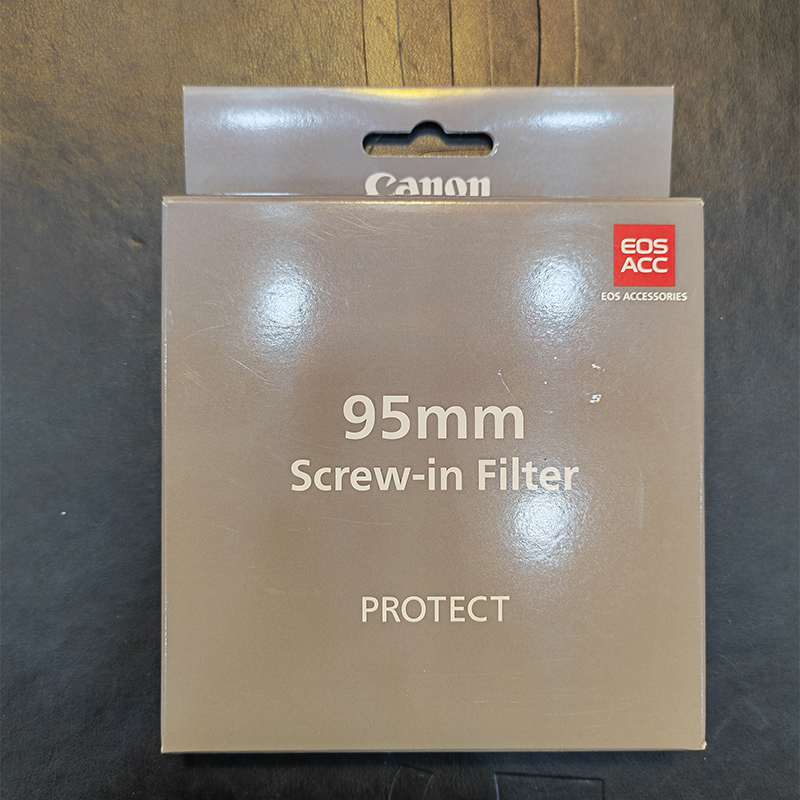 Canon
EOS
ACC
EOS ACCESSORIES
95mm
Screw-in Filter
PROTECT